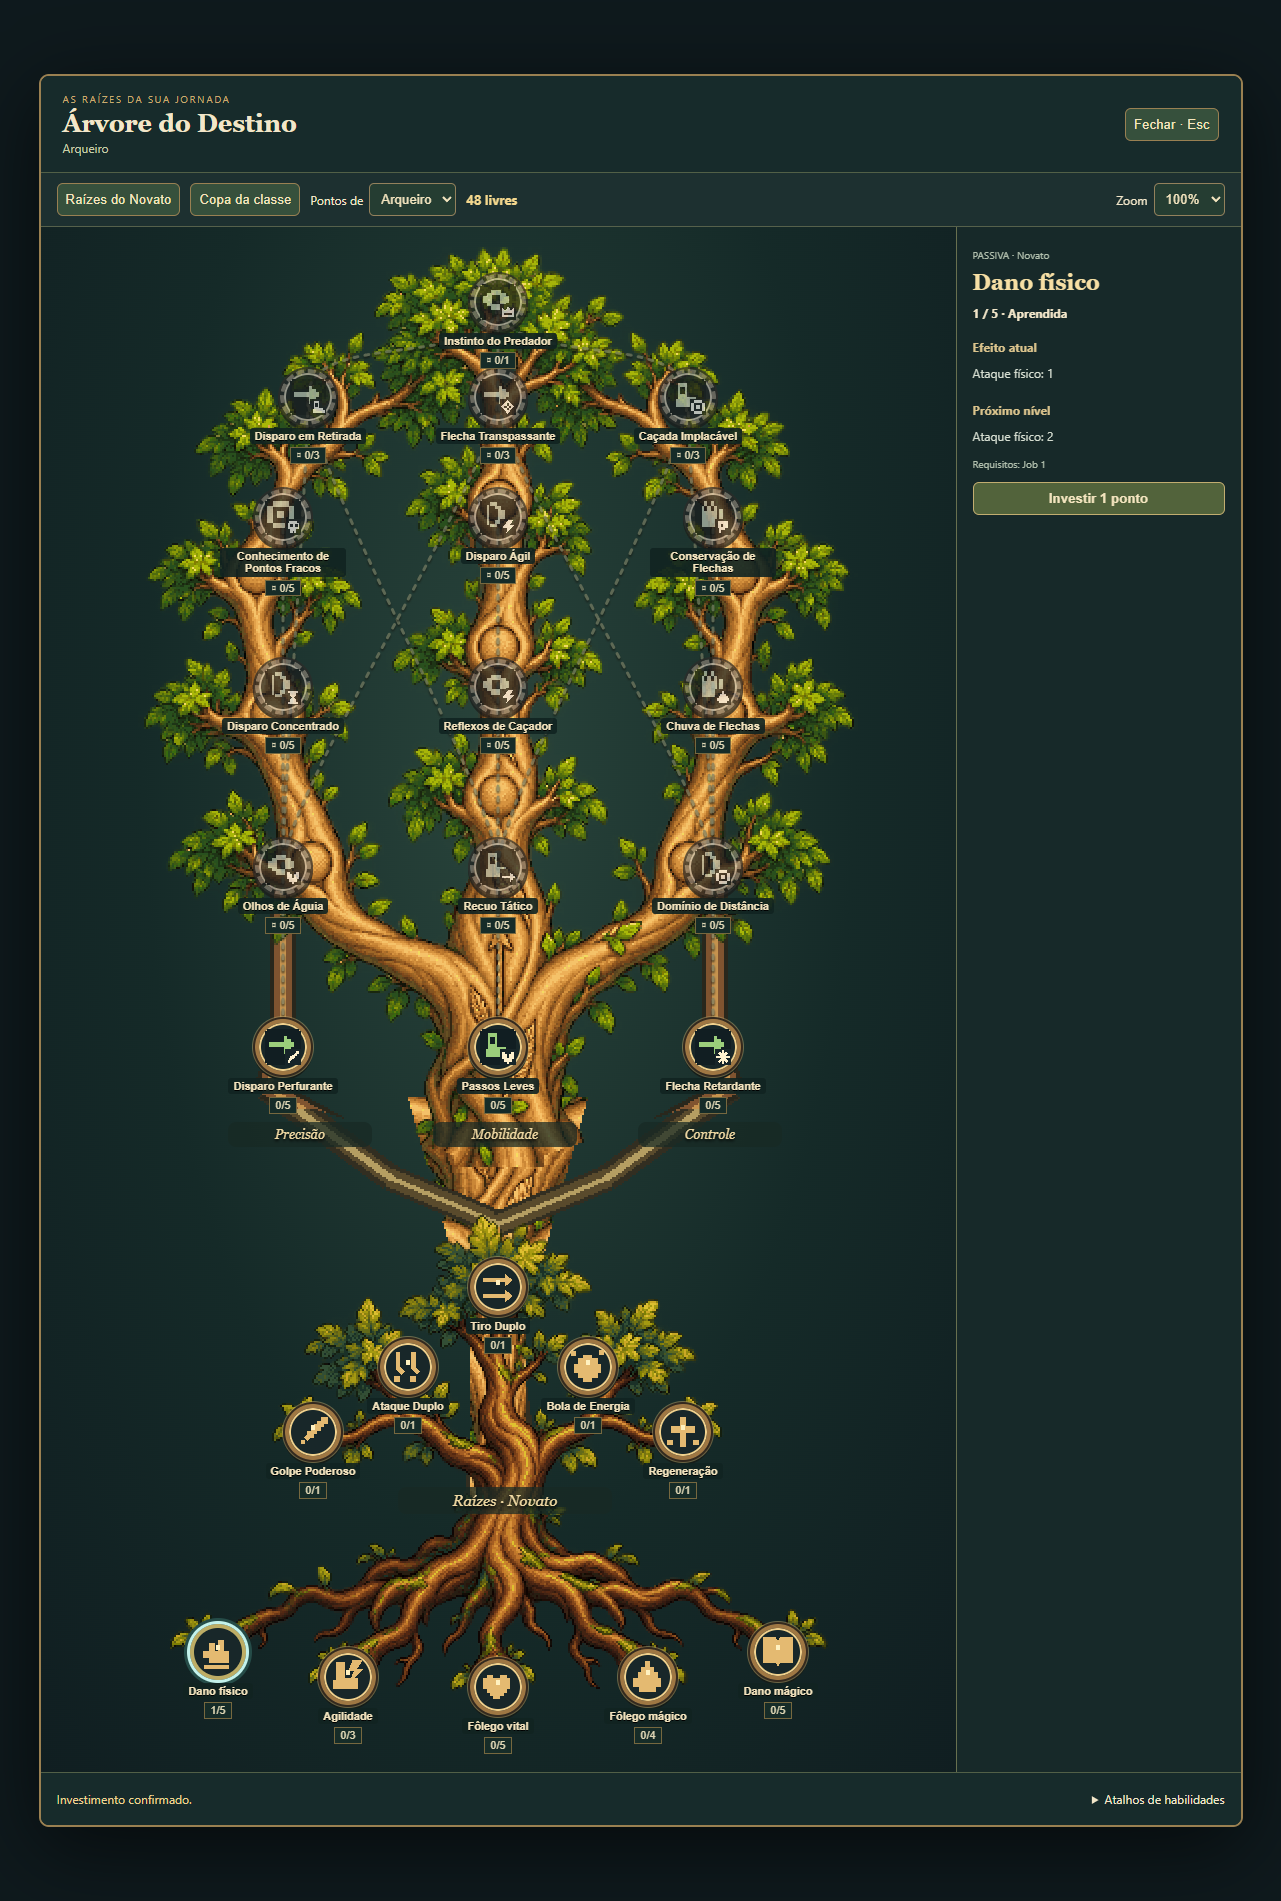 AS RAÍZES DA SUA JORNADA
Árvore do Destino
Arqueiro
Fechar · Esc
Raízes do Novato
Copa da classe
Pontos de
Arqueiro
48 livres
Zoom
100%
Instinto do Predador
¤ 0/1
Disparo em Retirada
¤ 0/3
Flecha Transpassante
¤ 0/3
Caçada Implacável
¤ 0/3
Conhecimento de
Pontos Fracos
¤ 0/5
Disparo Ágil
¤ 0/5
Conservação de
Flechas
¤ 0/5
Disparo Concentrado
¤ 0/5
Reflexos de Caçador
¤ 0/5
Chuva de Flechas
¤ 0/5
Olhos de Águia
¤ 0/5
Recuo Tático
¤ 0/5
Domínio de Distância
¤ 0/5
Disparo Perfurante
0/5
Passos Leves
0/5
Flecha Retardante
0/5
Precisão
Mobilidade
Controle
Tiro Duplo
0/1
Ataque Duplo
0/1
Bola de Energia
0/1
Golpe Poderoso
0/1
Regeneração
0/1
Raízes · Novato
Dano físico
1/5
Agilidade
0/3
Fôlego vital
0/5
Fôlego mágico
0/4
Dano mágico
0/5
PASSIVA · Novato
Dano físico
1 / 5 · Aprendida
Efeito atual
Ataque físico: 1
Próximo nível
Ataque físico: 2
Requisitos: Job 1
Investir 1 ponto
Investimento confirmado.
▶ Atalhos de habilidades